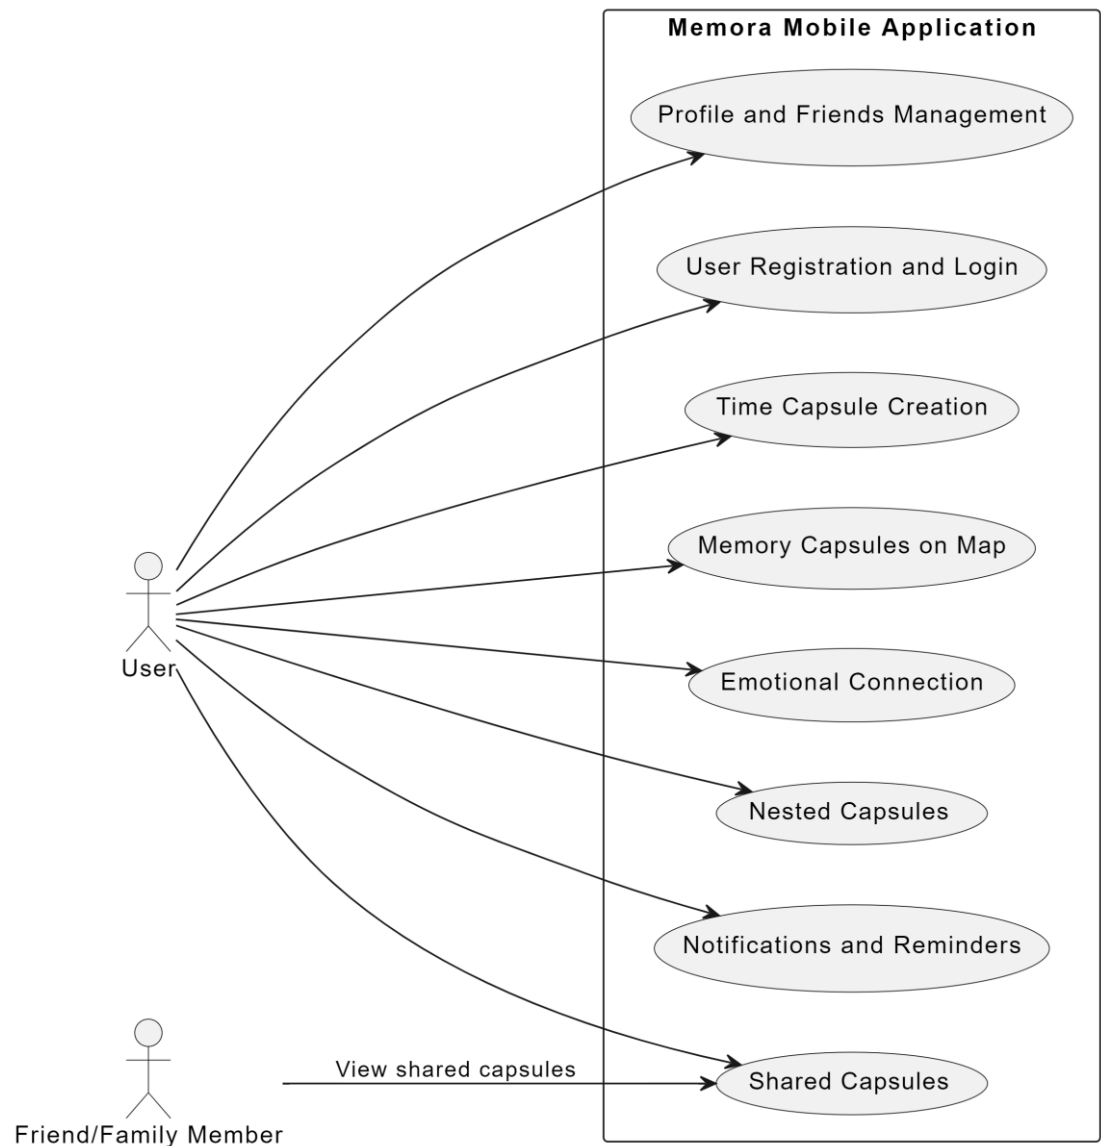 Memora Mobile Application
Profile and Friends Management
User Registration and Login
Time Capsule Creation
Memory Capsules on Map
Emotional Connection
User
Nested Capsules
Notifications and Reminders
View shared capsules
Shared Capsules
Friend/Family Member